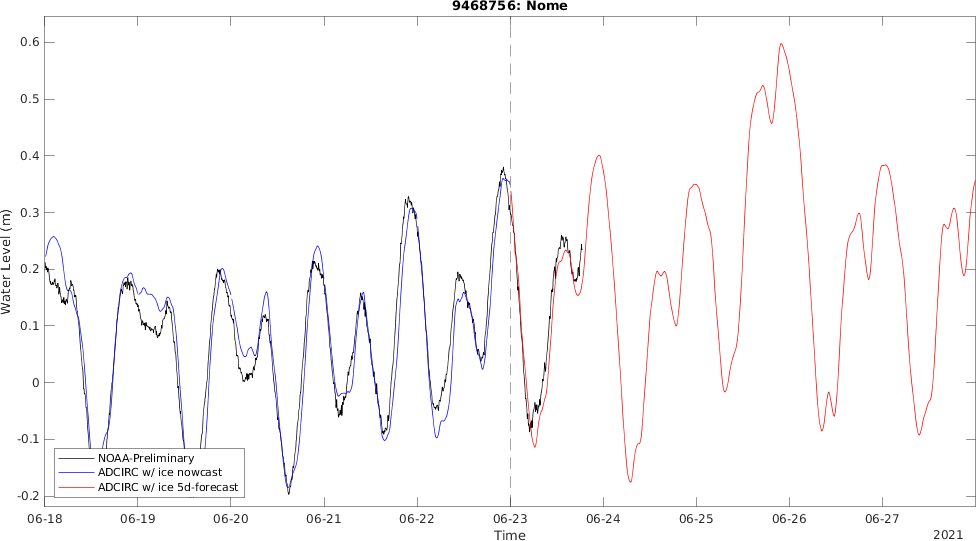 9468756: Nome
0.6
0.5
0.4
0.3
0.2
0.1
0
-0.1
-0.2
Water Level (m)
NOAA-Preliminary
ADCIRC w/ ice nowcast
ADCIRC w/ ice 5d-forecast
06-18 06-19 06-20 06-21 06-22 06-23 06-24 06-25 06-26 06-27
Time
2021